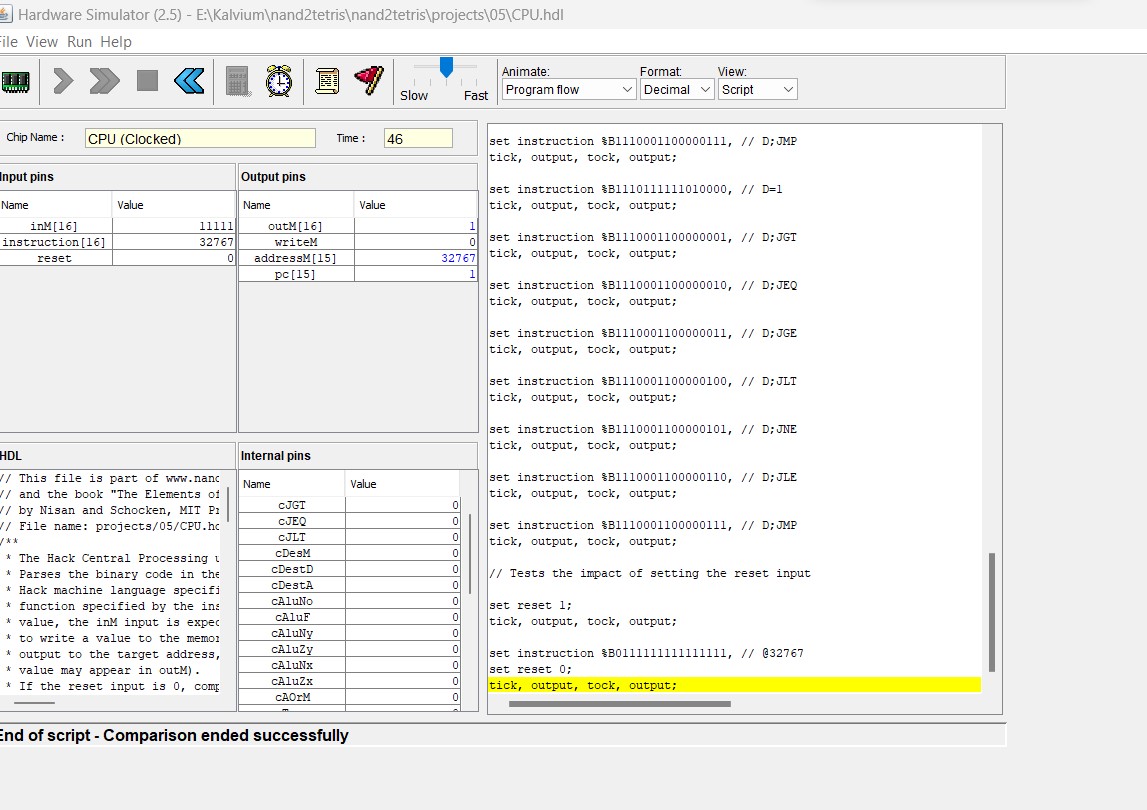 Hardware Simulator (2.5) - E:\Kalvium\nand2tetris\nand2tetris\projects\05\CPU.hdl
File View Run Help
Slow Fast
Animate: Format: View:
Program flow Decimal Script
Chip Name : CPU (Clocked) Time : 46
Input pins
Name Value
inM[16] 11111
instruction[16] 32767
reset 0
Output pins
Name Value
outM[16] 1
writeM 0
addressM[15] 32767
pc[15] 1
HDL
// This file is part of www.nand
// and the book "The Elements of
// by Nisan and Schocken, MIT Pr
// File name: projects/05/CPU.hd
/**
* The Hack Central Processing u
* Parses the binary code in the
* Hack machine language specifi
* function specified by the ins
* value, the inM input is expec
* to write a value to the memor
* output to the target address,
* value may appear in outM).
* If the reset input is 0, comp
Internal pins
Name Value
cJGT 0
cJEQ 0
cJLT 0
cDesM 0
cDestD 0
cDestA 0
cAluNo 0
cAluF 0
cAluNy 0
cAluZy 0
cAluNx 0
cAluZx 0
cAOrM 0
set instruction %B1110001100000111, // D;JMP
tick, output, tock, output;
set instruction %B1110111111010000, // D=1
tick, output, tock, output;
set instruction %B1110001100000001, // D;JGT
tick, output, tock, output;
set instruction %B1110001100000010, // D;JEQ
tick, output, tock, output;
set instruction %B1110001100000011, // D;JGE
tick, output, tock, output;
set instruction %B1110001100000100, // D;JLT
tick, output, tock, output;
set instruction %B1110001100000101, // D;JNE
tick, output, tock, output;
set instruction %B1110001100000110, // D;JLE
tick, output, tock, output;
set instruction %B1110001100000111, // D;JMP
tick, output, tock, output;
// Tests the impact of setting the reset input
set reset 1;
tick, output, tock, output;
set instruction %B0111111111111111, // @32767
set reset 0;
tick, output, tock, output;
End of script - Comparison ended successfully